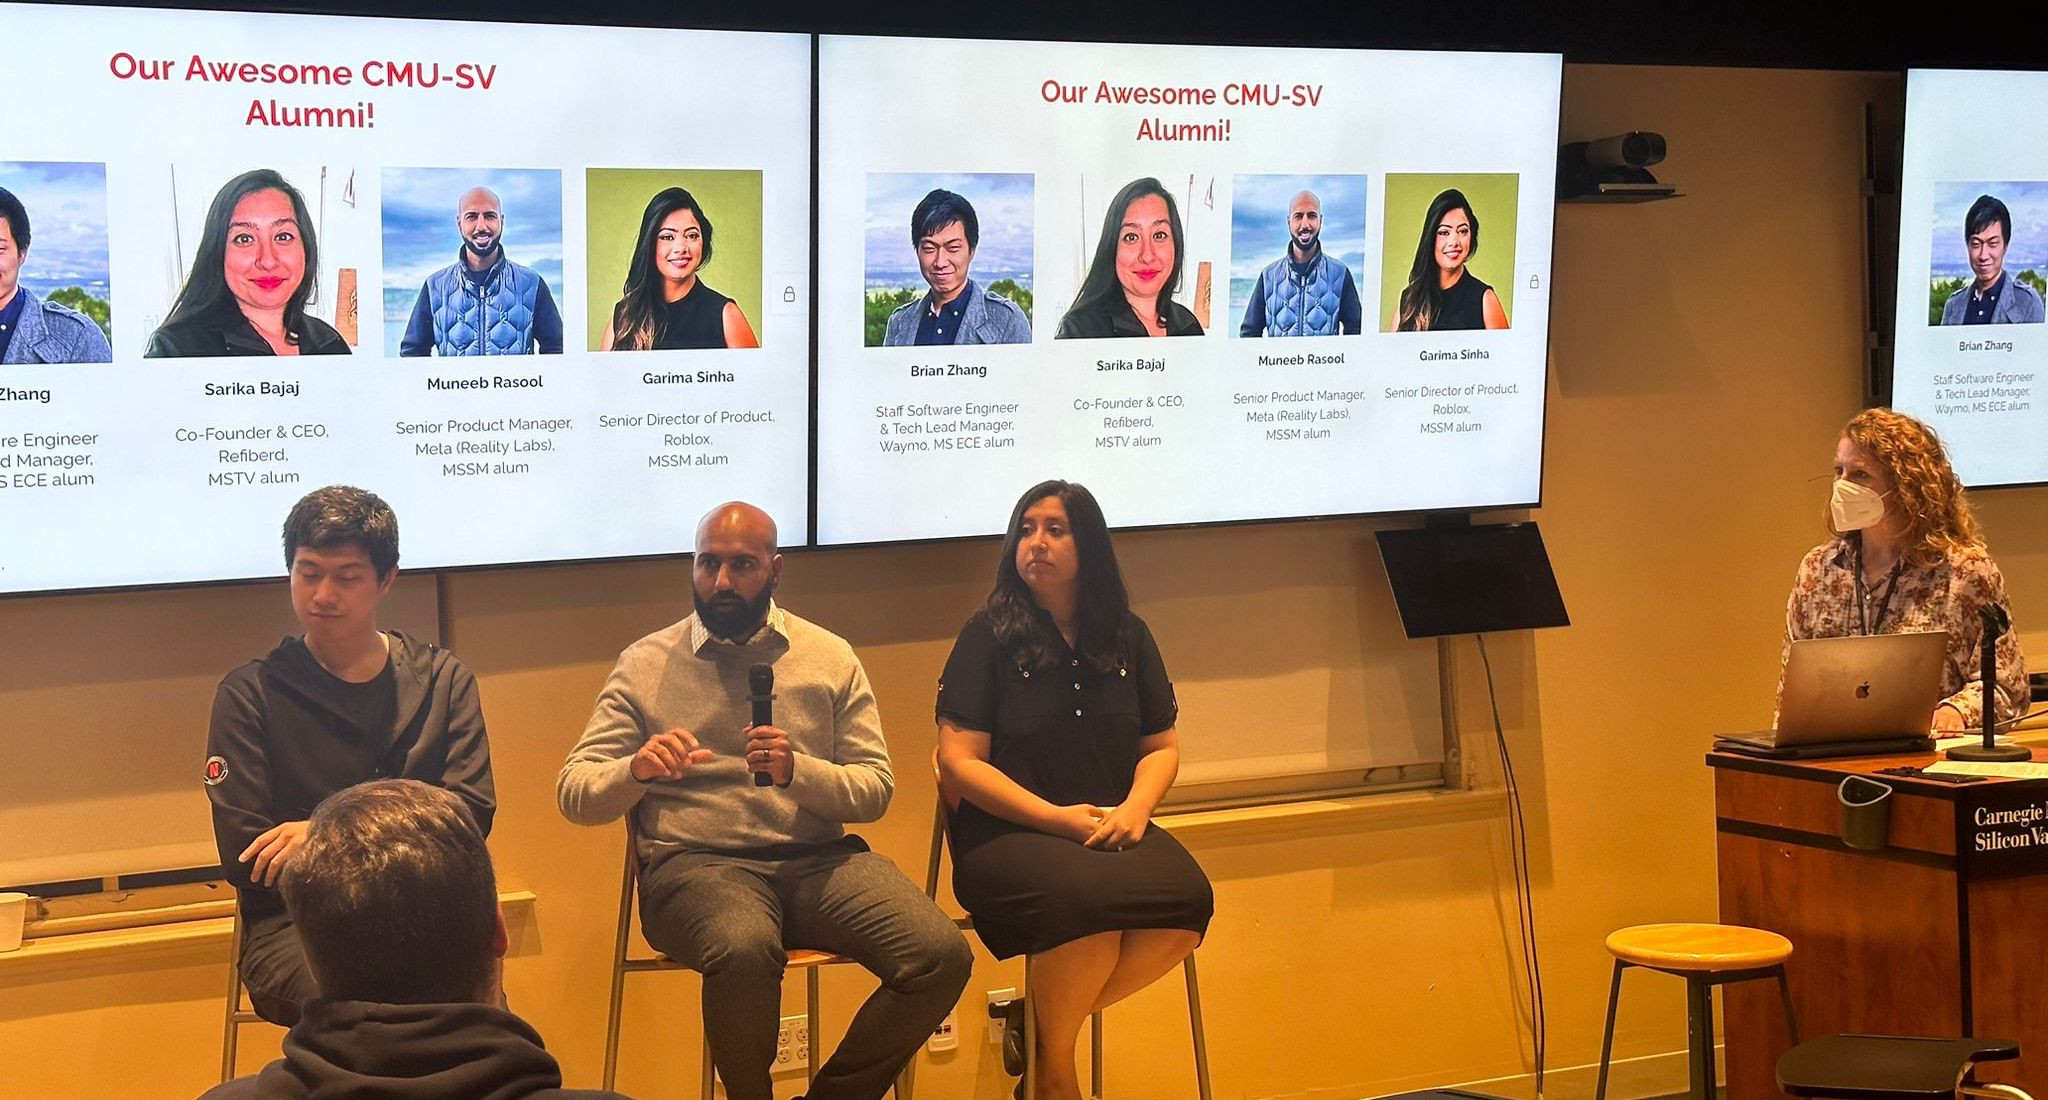 Our Awesome CMU-SV
Alumni!
Zhang
re Engineer
d Manager,
S ECE alum
Sarika Bajaj
Co-Founder & CEO,
Refiberd,
MSTV alum
Muneeb Rasool
Senior Product Manager,
Meta (Reality Labs),
MSSM alum
Garima Sinha
Senior Director of Product,
Roblox,
MSSM alum
Our Awesome CMU-SV
Alumni!
Brian Zhang
Staff Software Engineer
& Tech Lead Manager,
Waymo, MS ECE alum
Sarika Bajaj
Co-Founder & CEO,
Refiberd,
MSTV alum
Muneeb Rasool
Senior Product Manager,
Meta (Reality Labs),
MSSM alum
Garima Sinha
Senior Director of Product,
Roblox,
MSSM alum
Brian Zhang
Staff Software Engineer
& Tech Lead Manager,
Waymo, MS ECE alum
N
Carnegie
Silicon Va